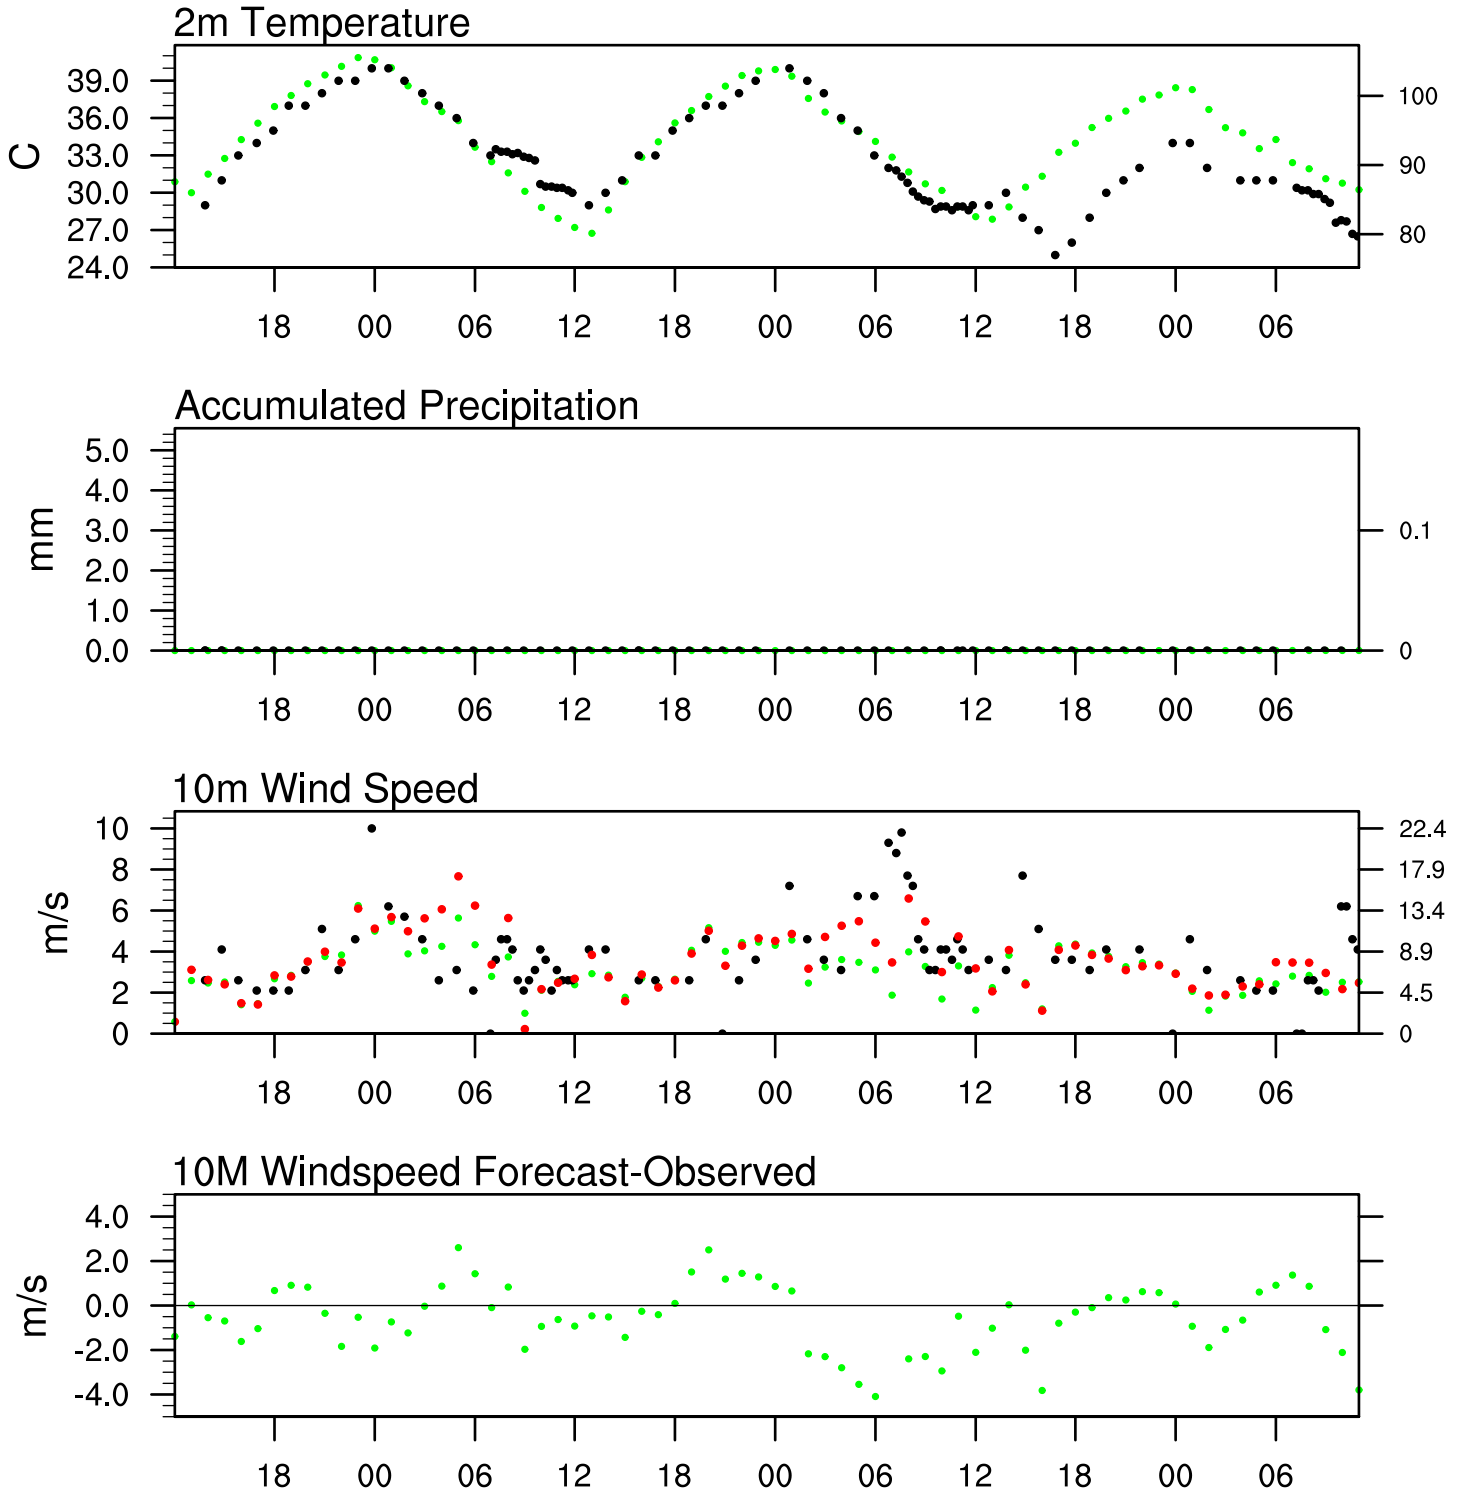 2m Temperature
39.0
36.0
33.0
30.0
27.0
24.0
C
100
90
80
18 00 06 12 18 00 06 12 18 00 06
Accumulated Precipitation
5.0
4.0
3.0
2.0
1.0
0.0
mm
0.1
0
18 00 06 12 18 00 06 12 18 00 06
10m Wind Speed
10
8
6
4
2
0
m/s
22.4
17.9
13.4
8.9
4.5
0
18 00 06 12 18 00 06 12 18 00 06
10M Windspeed Forecast-Observed
4.0
2.0
0.0
-2.0
-4.0
m/s
18 00 06 12 18 00 06 12 18 00 06